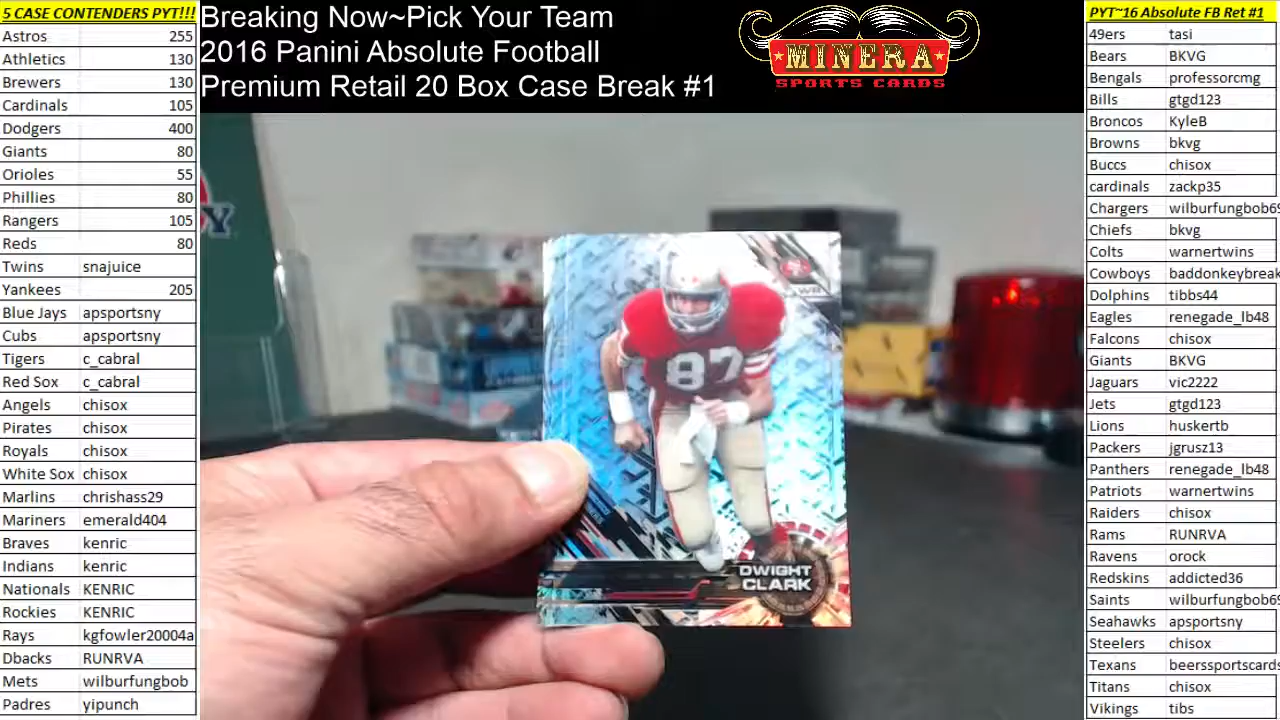 5 CASE CONTENDERS PYT!!!
Astros 255
Athletics 130
Brewers 130
Cardinals 105
Dodgers 400
Giants 80
Orioles 55
Phillies 80
Rangers 105
Reds 80
Twins snajuice
Yankees 205
Blue Jays apsportsny
Cubs apsportsny
Tigers c_cabral
Red Sox c_cabral
Angels chisox
Pirates chisox
Royals chisox
White Sox chisox
Marlins chrishass29
Mariners emerald404
Braves kenric
Indians kenric
Nationals KENRIC
Rockies KENRIC
Rays kgfowler20004a
Dbacks RUNRVA
Mets wilburfungbob
Padres yipunch
Breaking Now~Pick Your Team
2016 Panini Absolute Football
Premium Retail 20 Box Case Break #1
MINERA
SPORTS CARDS
WR
87
DWIGHT
CLARK
PYT~16 Absolute FB Ret #1
49ers tasi
Bears BKVG
Bengals professorcmg
Bills gtgd123
Broncos KyleB
Browns bkvg
Buccs chisox
cardinals zackp35
Chargers wilburfungbob69
Chiefs bkvg
Colts warnertwins
Cowboys baddonkeybreak
Dolphins tibbs44
Eagles renegade_lb48
Falcons chisox
Giants BKVG
Jaguars vic2222
Jets gtgd123
Lions huskertb
Packers jgrusz13
Panthers renegade_lb48
Patriots warnertwins
Raiders chisox
Rams RUNRVA
Ravens orock
Redskins addicted36
Saints wilburfungbob69
Seahawks apsportsny
Steelers chisox
Texans beerssportscards
Titans chisox
Vikings tibs